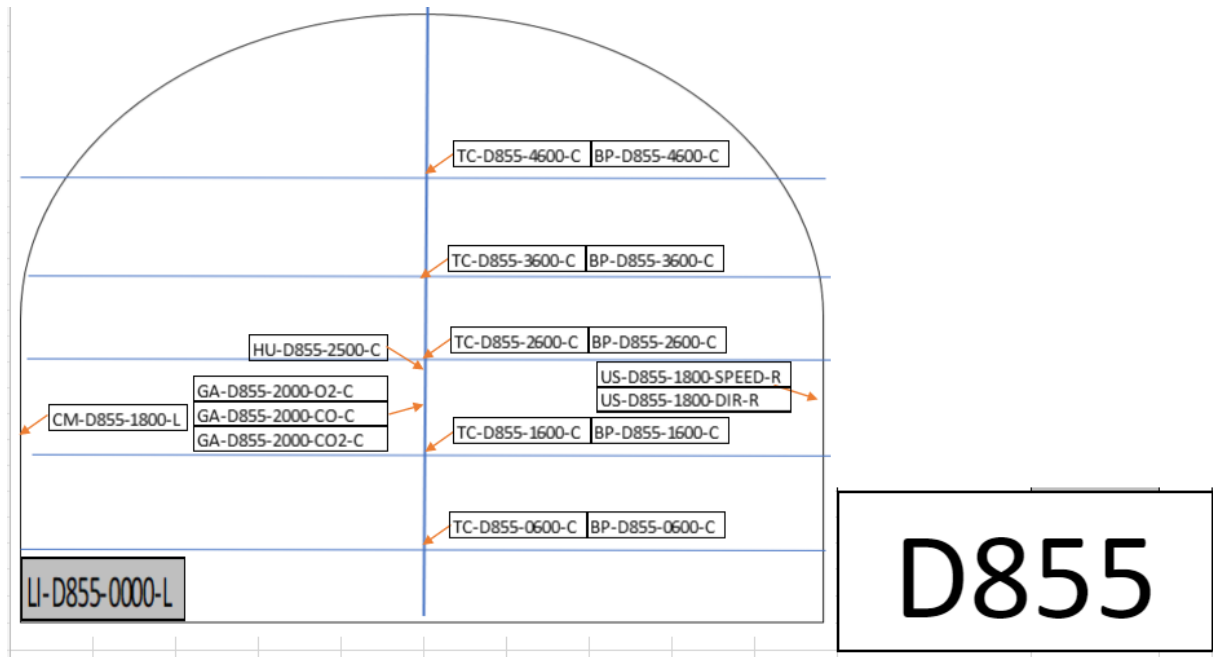 TC-D855-4600-C BP-D855-4600-C
TC-D855-3600-C BP-D855-3600-C
TC-D855-2600-C BP-D855-2600-C
HU-D855-2500-C
US-D855-1800-SPEED-R
US-D855-1800-DIR-R
GA-D855-2000-O2-C
GA-D855-2000-CO-C
GA-D855-2000-CO2-C
CM-D855-1800-L
TC-D855-1600-C BP-D855-1600-C
TC-D855-0600-C BP-D855-0600-C
LI-D855-0000-L
D855